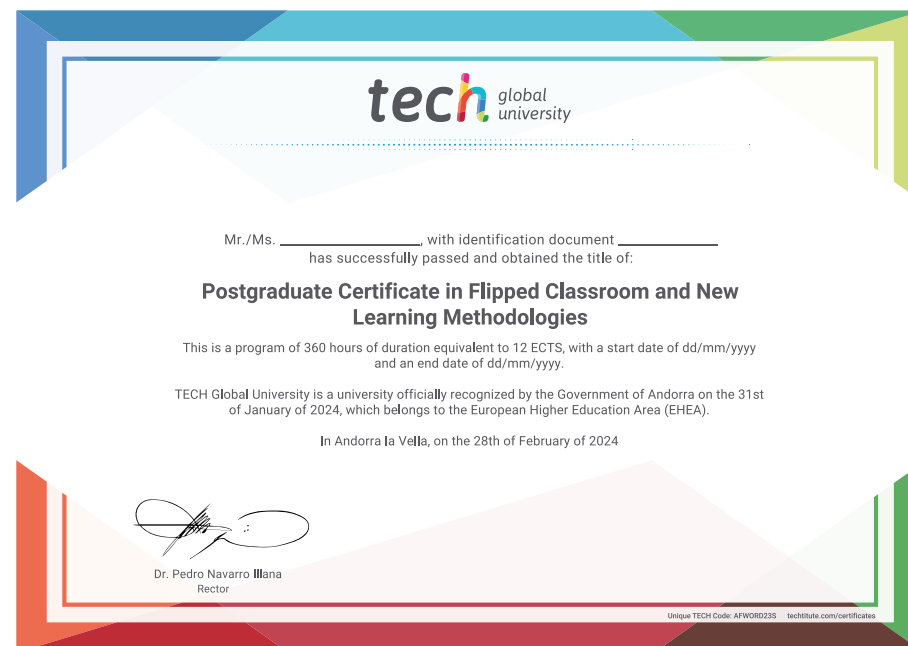 tech global
university
Mr./Ms. ____________, with identification document ____________
has successfully passed and obtained the title of:
Postgraduate Certificate in Flipped Classroom and New
Learning Methodologies
This is a program of 360 hours of duration equivalent to 12 ECTS, with a start date of dd/mm/yyyy
and an end date of dd/mm/yyyy.
TECH Global University is a university officially recognized by the Government of Andorra on the 31st
of January of 2024, which belongs to the European Higher Education Area (EHEA).
In Andorra la Vella, on the 28th of February of 2024
Dr. Pedro Navarro Illana
Rector
Unique TECH Code: AFWORD23S techtitute.com/certificates